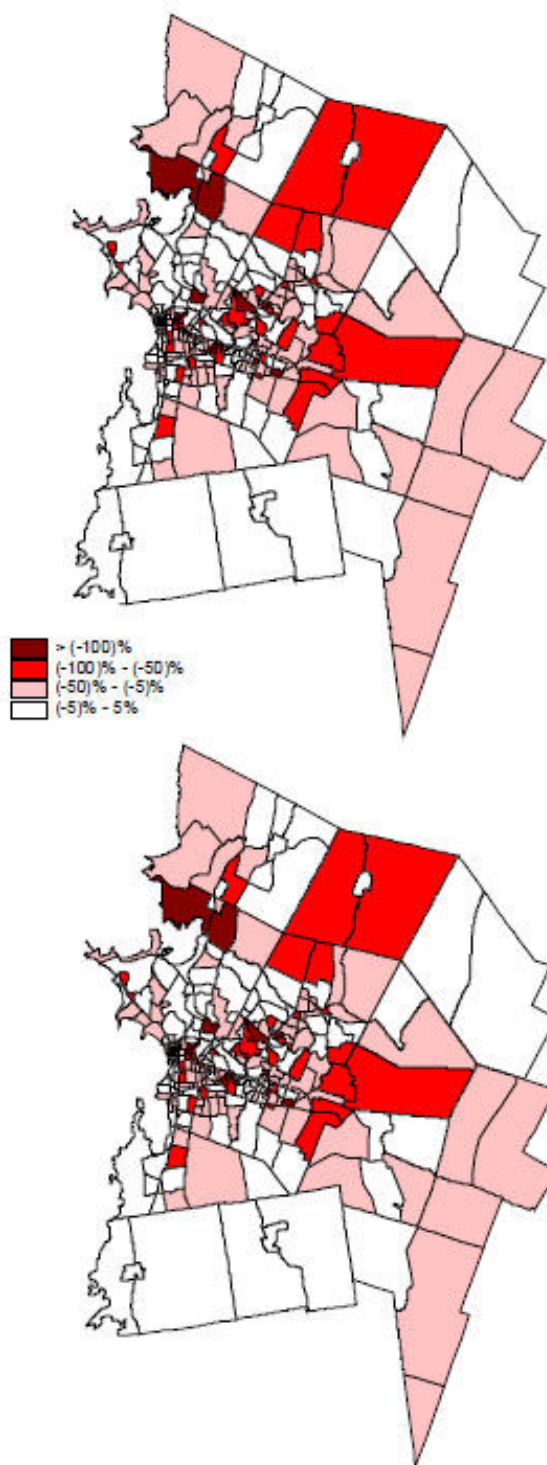 > (-100)%
(-100)% - (-50)%
(-50)% - (-5)%
(-5)% - 5%